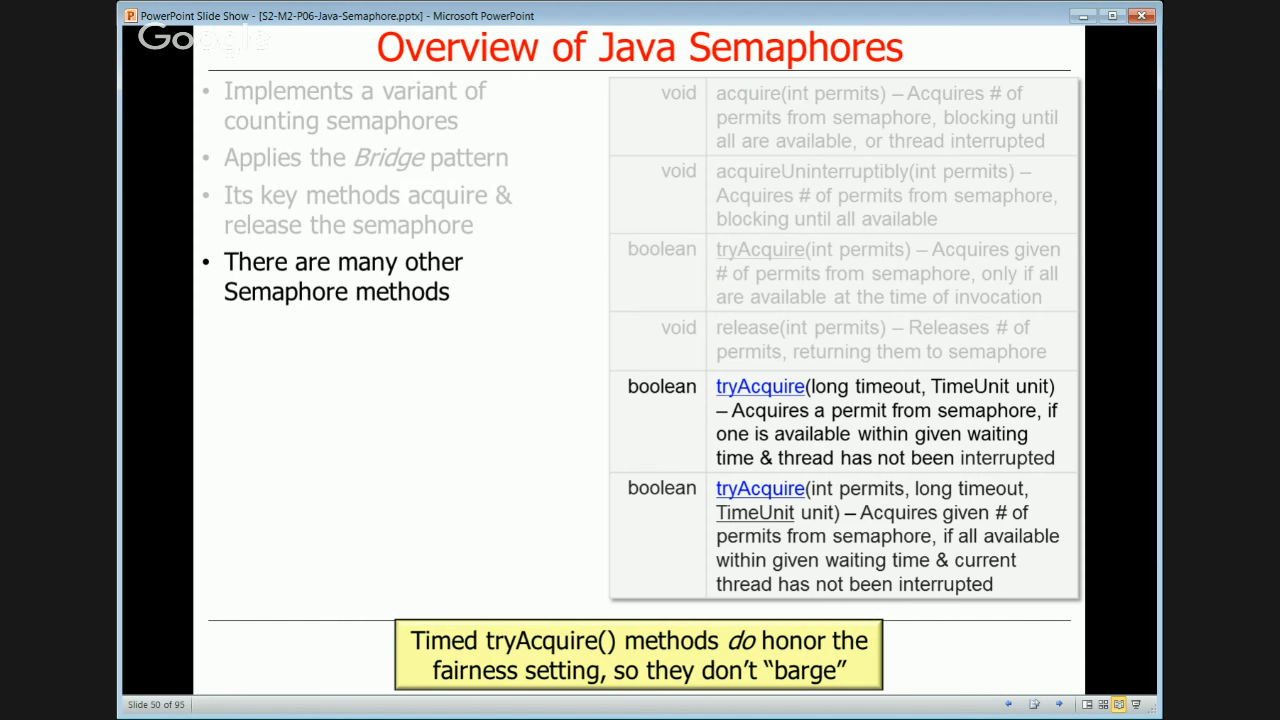 PowerPoint Slide Show - [S2-M2-P06-Java-Semaphore.pptx] - Microsoft PowerPoint
Google
Overview of Java Semaphores
• Implements a variant of
counting semaphores
• Applies the Bridge pattern
• Its key methods acquire &
release the semaphore
• There are many other
Semaphore methods
void
acquire(int permits) – Acquires # of
permits from semaphore, blocking until
all are available, or thread interrupted
void
acquireUninterruptibly(int permits) –
Acquires # of permits from semaphore,
blocking until all available
boolean
tryAcquire(int permits) – Acquires given
# of permits from semaphore, only if all
are available at the time of invocation
void
release(int permits) – Releases # of
permits, returning them to semaphore
boolean
tryAcquire(long timeout, TimeUnit unit)
– Acquires a permit from semaphore, if
one is available within given waiting
time & thread has not been interrupted
boolean
tryAcquire(int permits, long timeout,
TimeUnit unit) – Acquires given # of
permits from semaphore, if all available
within given waiting time & current
thread has not been interrupted
Timed tryAcquire() methods do honor the
fairness setting, so they don't “barge”
Slide 50 of 95